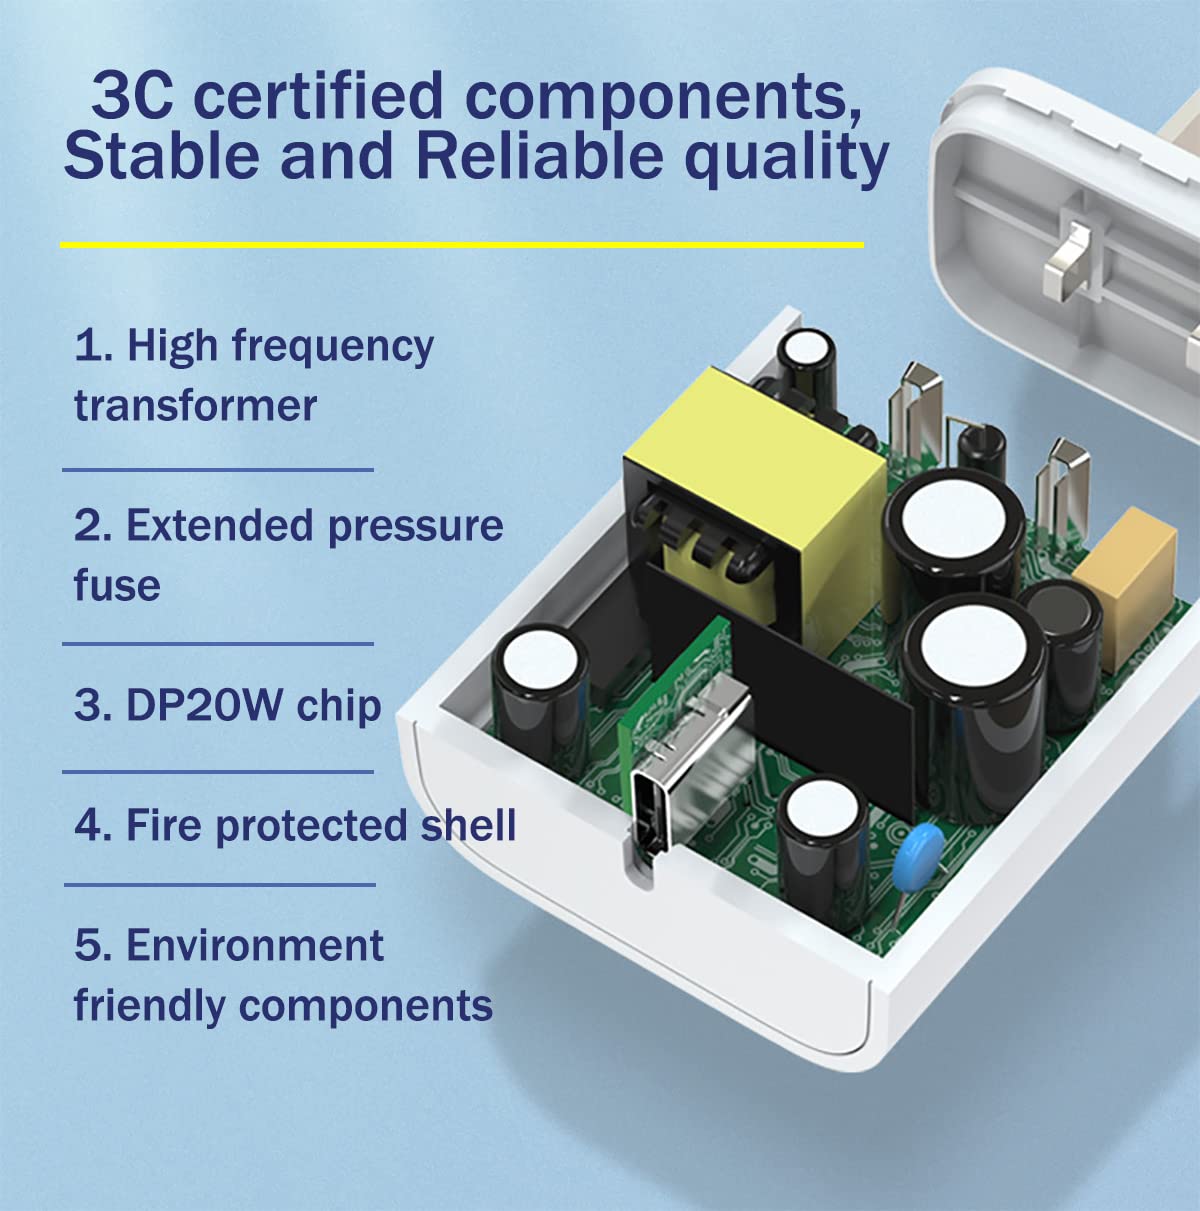 3C certified components,
Stable and Reliable quality
1. High frequency
transformer
2. Extended pressure
fuse
3. DP20W chip
4. Fire protected shell
5. Environment
friendly components